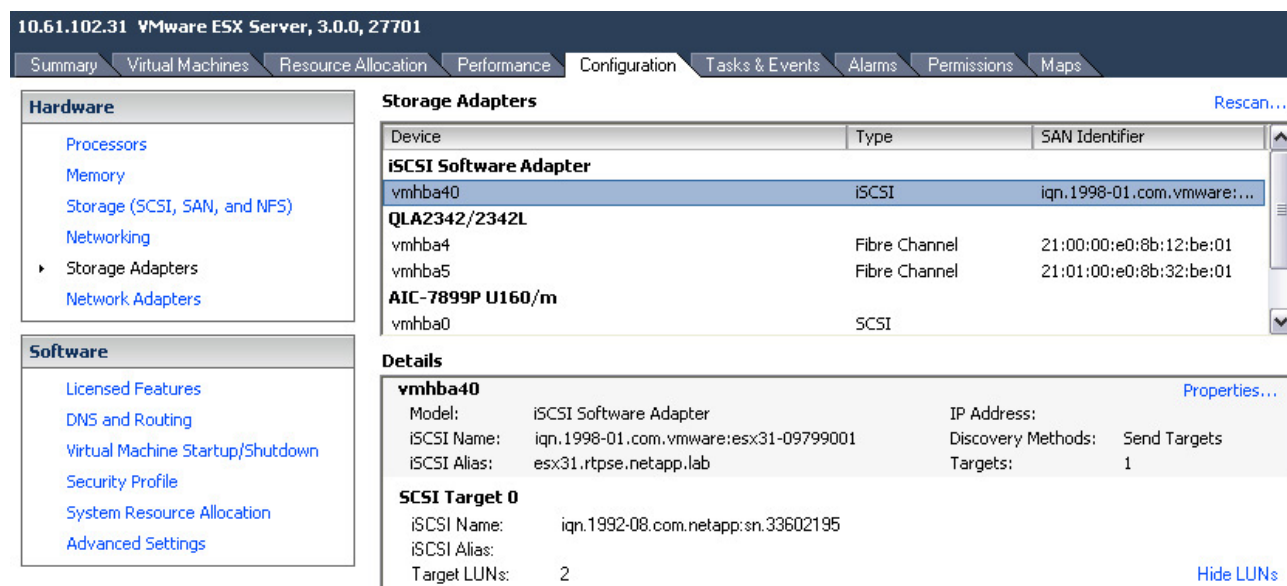 10.61.102.31 VMware ESX Server, 3.0.0, 27701
Summary Virtual Machines Resource Allocation Performance Configuration Tasks & Events Alarms Permissions Maps
Hardware
Processors
Memory
Storage (SCSI, SAN, and NFS)
Networking
Storage Adapters
Network Adapters
Software
Licensed Features
DNS and Routing
Virtual Machine Startup/Shutdown
Security Profile
System Resource Allocation
Advanced Settings
Storage Adapters Rescan...
Device Type SAN Identifier
iSCSI Software Adapter
vmhba40 iSCSI iqn.1998-01.com.vmware:...
QLA2342/2342L
vmhba4 Fibre Channel 21:00:00:e0:8b:12:be:01
vmhba5 Fibre Channel 21:01:00:e0:8b:32:be:01
AIC-7899P U160/m
vmhba0 SCSI
Details
vmhba40 Properties...
Model: iSCSI Software Adapter IP Address:
iSCSI Name: iqn.1998-01.com.vmware:esx31-09799001 Discovery Methods: Send Targets
iSCSI Alias: esx31.rtpse.netapp.lab Targets: 1
SCSI Target 0
iSCSI Name: iqn.1992-08.com.netapp:sn.33602195
iSCSI Alias:
Target LUNs: 2 Hide LUNs